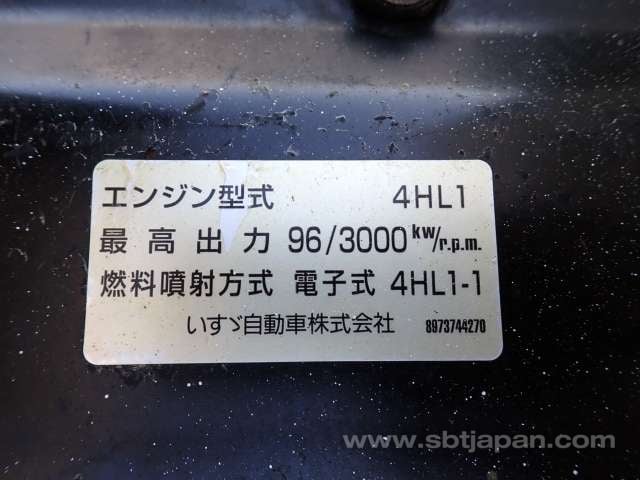 エンジン型式 4HL1
最高出力 96/3000 kw/r.p.m.
燃料噴射方式 電子式 4HL1-1
いすゞ自動車株式会社 8973744270
www.sbtjapan.com